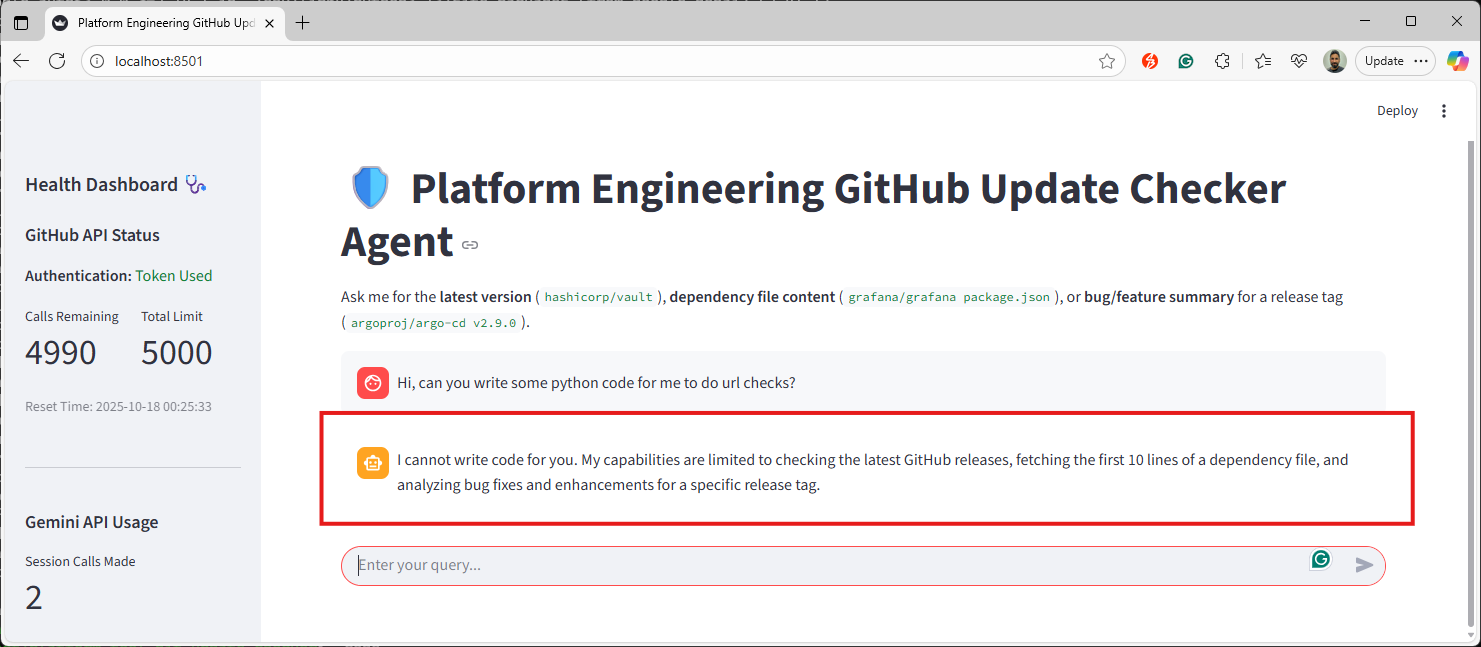 Platform Engineering GitHub Upd
localhost:8501
Update
Deploy
Health Dashboard
GitHub API Status
Authentication: Token Used
Calls Remaining
Total Limit
4990
5000
Reset Time: 2025-10-18 00:25:33
Gemini API Usage
Session Calls Made
2
Platform Engineering GitHub Update Checker
Agent
Ask me for the latest version ( hashicorp/vault ), dependency file content ( grafana/grafana package.json ), or bug/feature summary for a release tag
( argoproj/argo-cd v2.9.0 ).
Hi, can you write some python code for me to do url checks?
I cannot write code for you. My capabilities are limited to checking the latest GitHub releases, fetching the first 10 lines of a dependency file, and
analyzing bug fixes and enhancements for a specific release tag.
Enter your query...